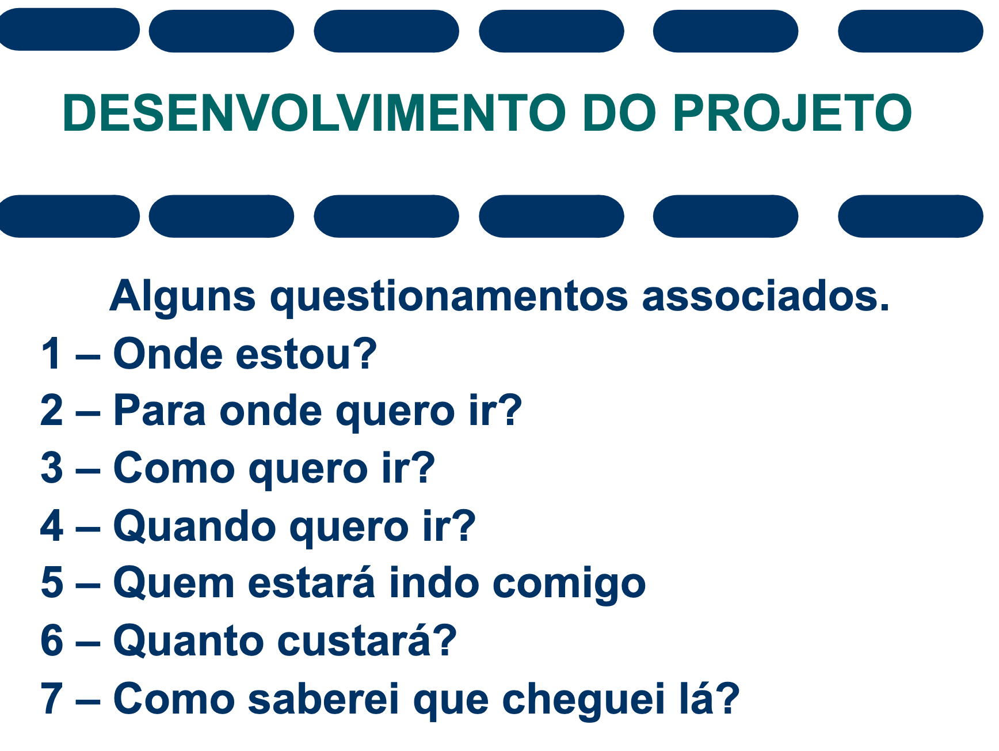 DESENVOLVIMENTO DO PROJETO
Alguns questionamentos associados.
1 – Onde estou?
2 – Para onde quero ir?
3 – Como quero ir?
4 – Quando quero ir?
5 – Quem estará indo comigo
6 – Quanto custará?
7 – Como saberei que cheguei lá?